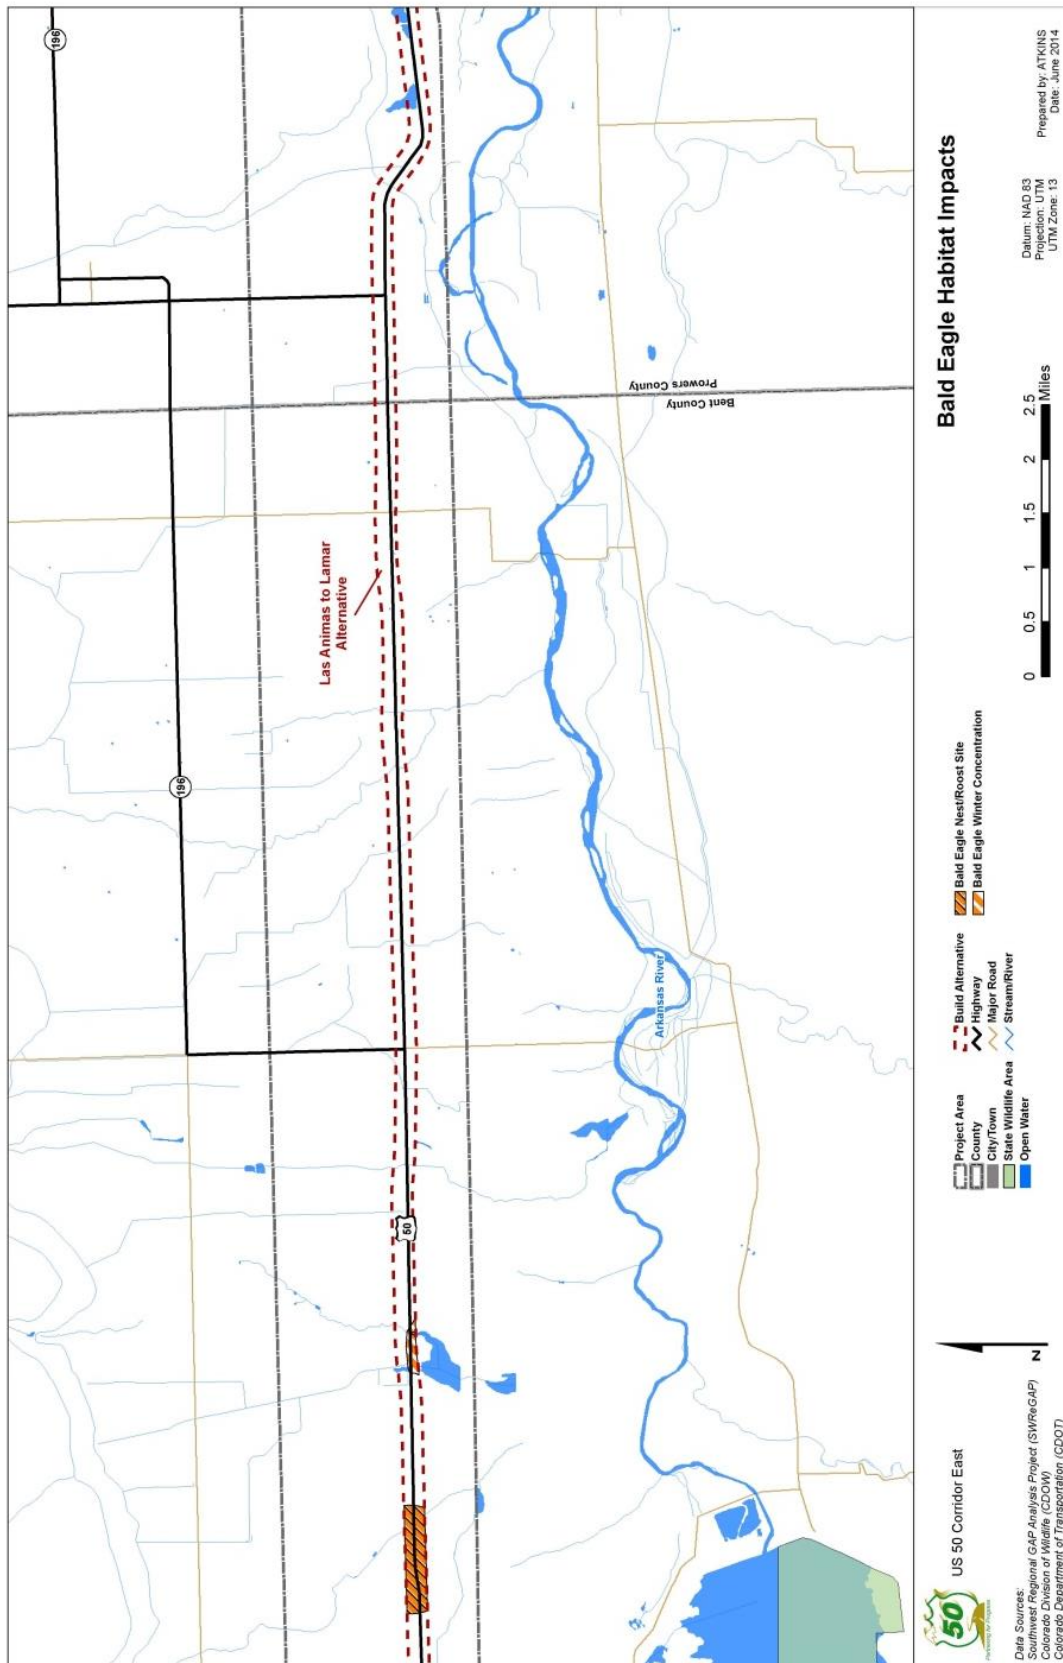 196
196
Las Animas to Lamar
Alternative
Prowers County
Bent County
Arkansas River
50
50
Partnering for Progress
US 50 Corridor East
Data Sources:
Southwest Regional GAP Analysis Project (SWReGAP)
Colorado Division of Wildlife (CDOW)
Colorado Department of Transportation (CDOT)
N
Project Area
County
City/Town
State Wildlife Area
Open Water
Build Alternative
Highway
Major Road
Stream/River
Bald Eagle Nest/Roost Site
Bald Eagle Winter Concentration
0 0.5 1 1.5 2 2.5
Miles
Bald Eagle Habitat Impacts
Datum: NAD 83
Projection: UTM
UTM Zone: 13
Prepared by: ATKINS
Date: June 2014